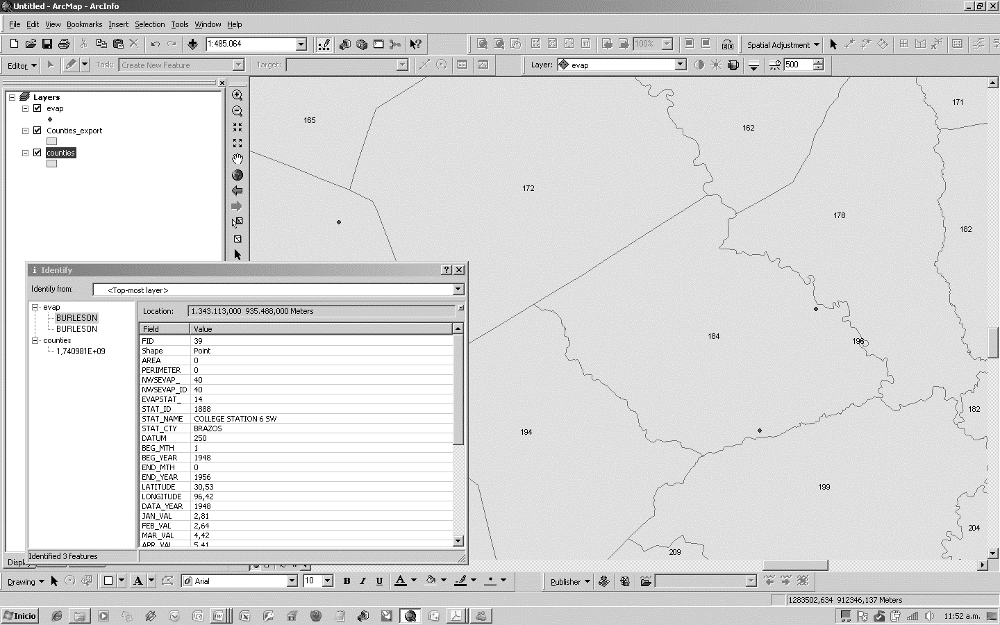 Untitled - ArcMap - ArcInfo
File Edit View Bookmarks Insert Selection Tools Window Help
1:485.064
100%
Spatial Adjustment
Editor
Task:
Create New Feature
Target:
Layer:
evap
500
Layers
evap
Counties_export
counties
165
162
171
172
178
182
184
196
182
194
199
204
209
Identify
Identify from:
<Top-most layer>
evap
BURLESON
BURLESON
counties
1,740981E+09
Location:
1.343.113,000 935.488,000 Meters
Field Value
FID 39
Shape Point
AREA 0
PERIMETER 0
NWSEVAP_ 40
NWSEVAP_ID 40
EVAPSTAT_ 14
STAT_ID 1888
STAT_NAME COLLEGE STATION 6 SW
STAT_CTY BRAZOS
DATUM 250
BEG_MTH 1
BEG_YEAR 1948
END_MTH 0
END_YEAR 1956
LATITUDE 30,53
LONGITUDE 96,42
DATA_YEAR 1948
JAN_VAL 2,81
FEB_VAL 2,64
MAR_VAL 4,42
APR_VAL 5,41
Identified 3 features
Displ
Drawing
A
Arial
10
B I U A
Publisher
1283502,634 912346,137 Meters
Inicio
11:52 a.m.